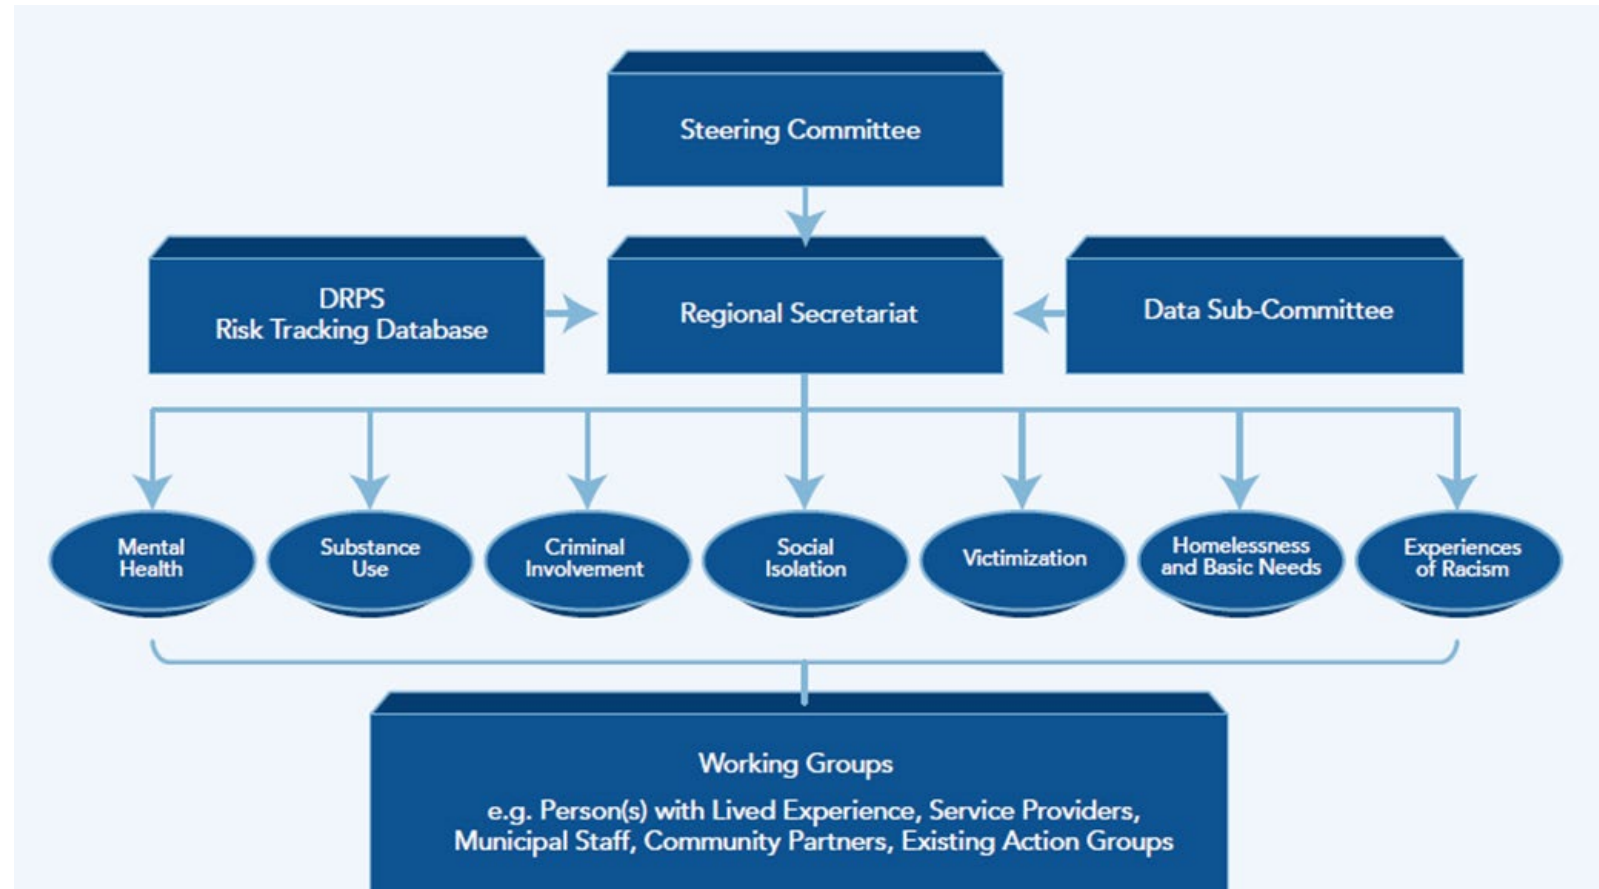 Steering Committee
DRPS
Risk Tracking Database
Regional Secretariat
Data Sub-Committee
Mental
Health
Substance
Use
Criminal
Involvement
Social
Isolation
Victimization
Homelessness
and Basic Needs
Experiences
of Racism
Working Groups
e.g. Person(s) with Lived Experience, Service Providers,
Municipal Staff, Community Partners, Existing Action Groups